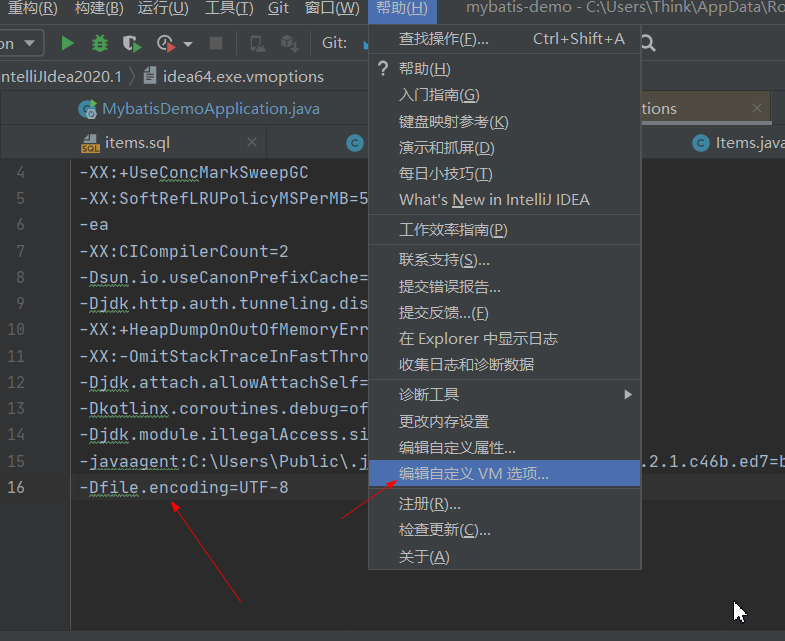 重构(R) 构建(B) 运行(U) 工具(T) Git 窗口(W) 帮助(H) mybatis-demo - C:\Users\Think\AppData\Ro
on Git:
ntelliJIdea2020.1 idea64.exe.vmoptions
MybatisDemoApplication.java tions
items.sql Items.java
4 -XX:+UseConcMarkSweepGC
5 -XX:SoftRefLRUPolicyMSPerMB=5
6 -ea
7 -XX:CICompilerCount=2
8 -Dsun.io.useCanonPrefixCache=
9 -Djdk.http.auth.tunneling.dis
10 -XX:+HeapDumpOnOutOfMemoryErr
11 -XX:-OmitStackTraceInFastThro
12 -Djdk.attach.allowAttachSelf=
13 -Dkotlinx.coroutines.debug=of
14 -Djdk.module.illegalAccess.si
15 -javaagent:C:\Users\Public\.j .2.1.c46b.ed7=b
16 -Dfile.encoding=UTF-8
查找操作(F)... Ctrl+Shift+A
帮助(H)
入门指南(G)
键盘映射参考(K)
演示和抓屏(D)
每日小技巧(T)
What's New in IntelliJ IDEA
工作效率指南(P)
联系支持(S)...
提交错误报告...
提交反馈...(F)
在 Explorer 中显示日志
收集日志和诊断数据
诊断工具
更改内存设置
编辑自定义属性...
编辑自定义 VM 选项...
注册(R)...
检查更新(C)...
关于(A)